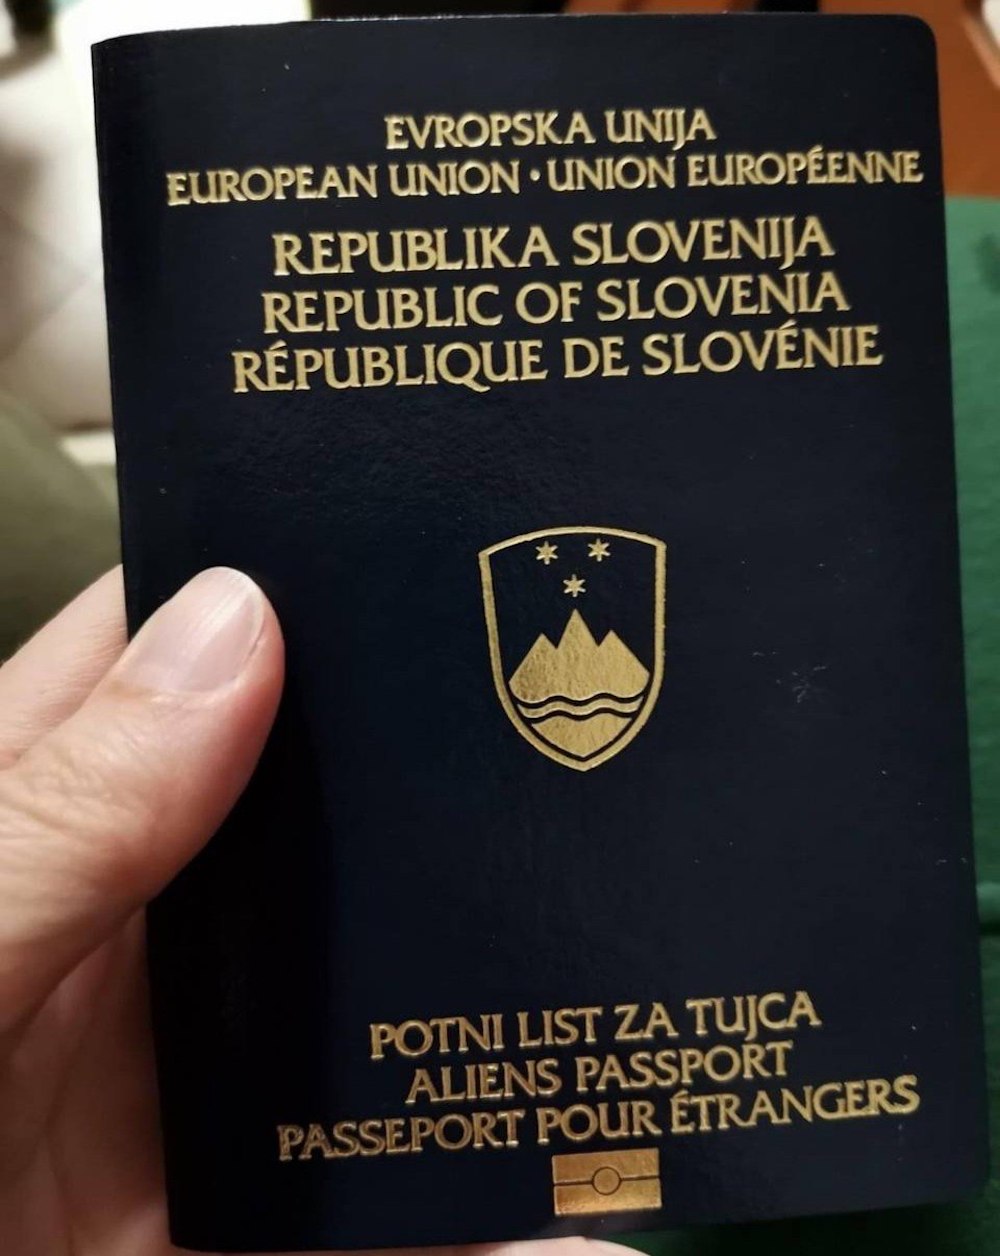 EVROPSKA UNIJA
EUROPEAN UNION · UNION EUROPÉENNE
REPUBLIKA SLOVENIJA
REPUBLIC OF SLOVENIA
RÉPUBLIQUE DE SLOVÉNIE
POTNI LIST ZA TUJCA
ALIENS PASSPORT
PASSEPORT POUR ÉTRANGERS